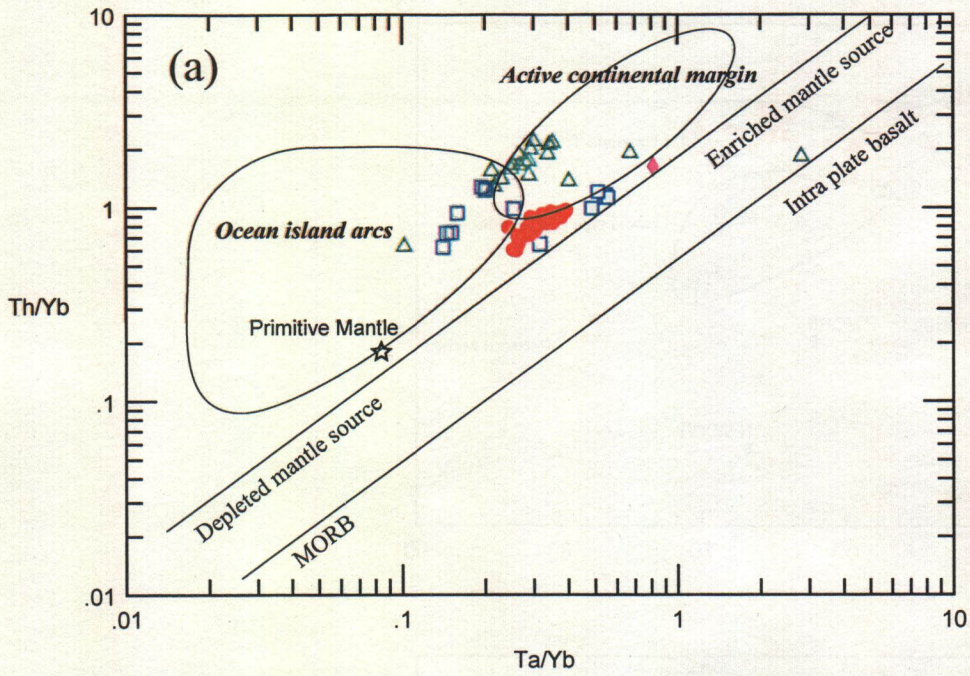 (a)
10
1
.1
.01
Th/Yb
.01
.1
1
10
Ta/Yb
Active continental margin
Enriched mantle source
Intra plate basalt
Ocean island arcs
Primitive Mantle
Depleted mantle source
MORB